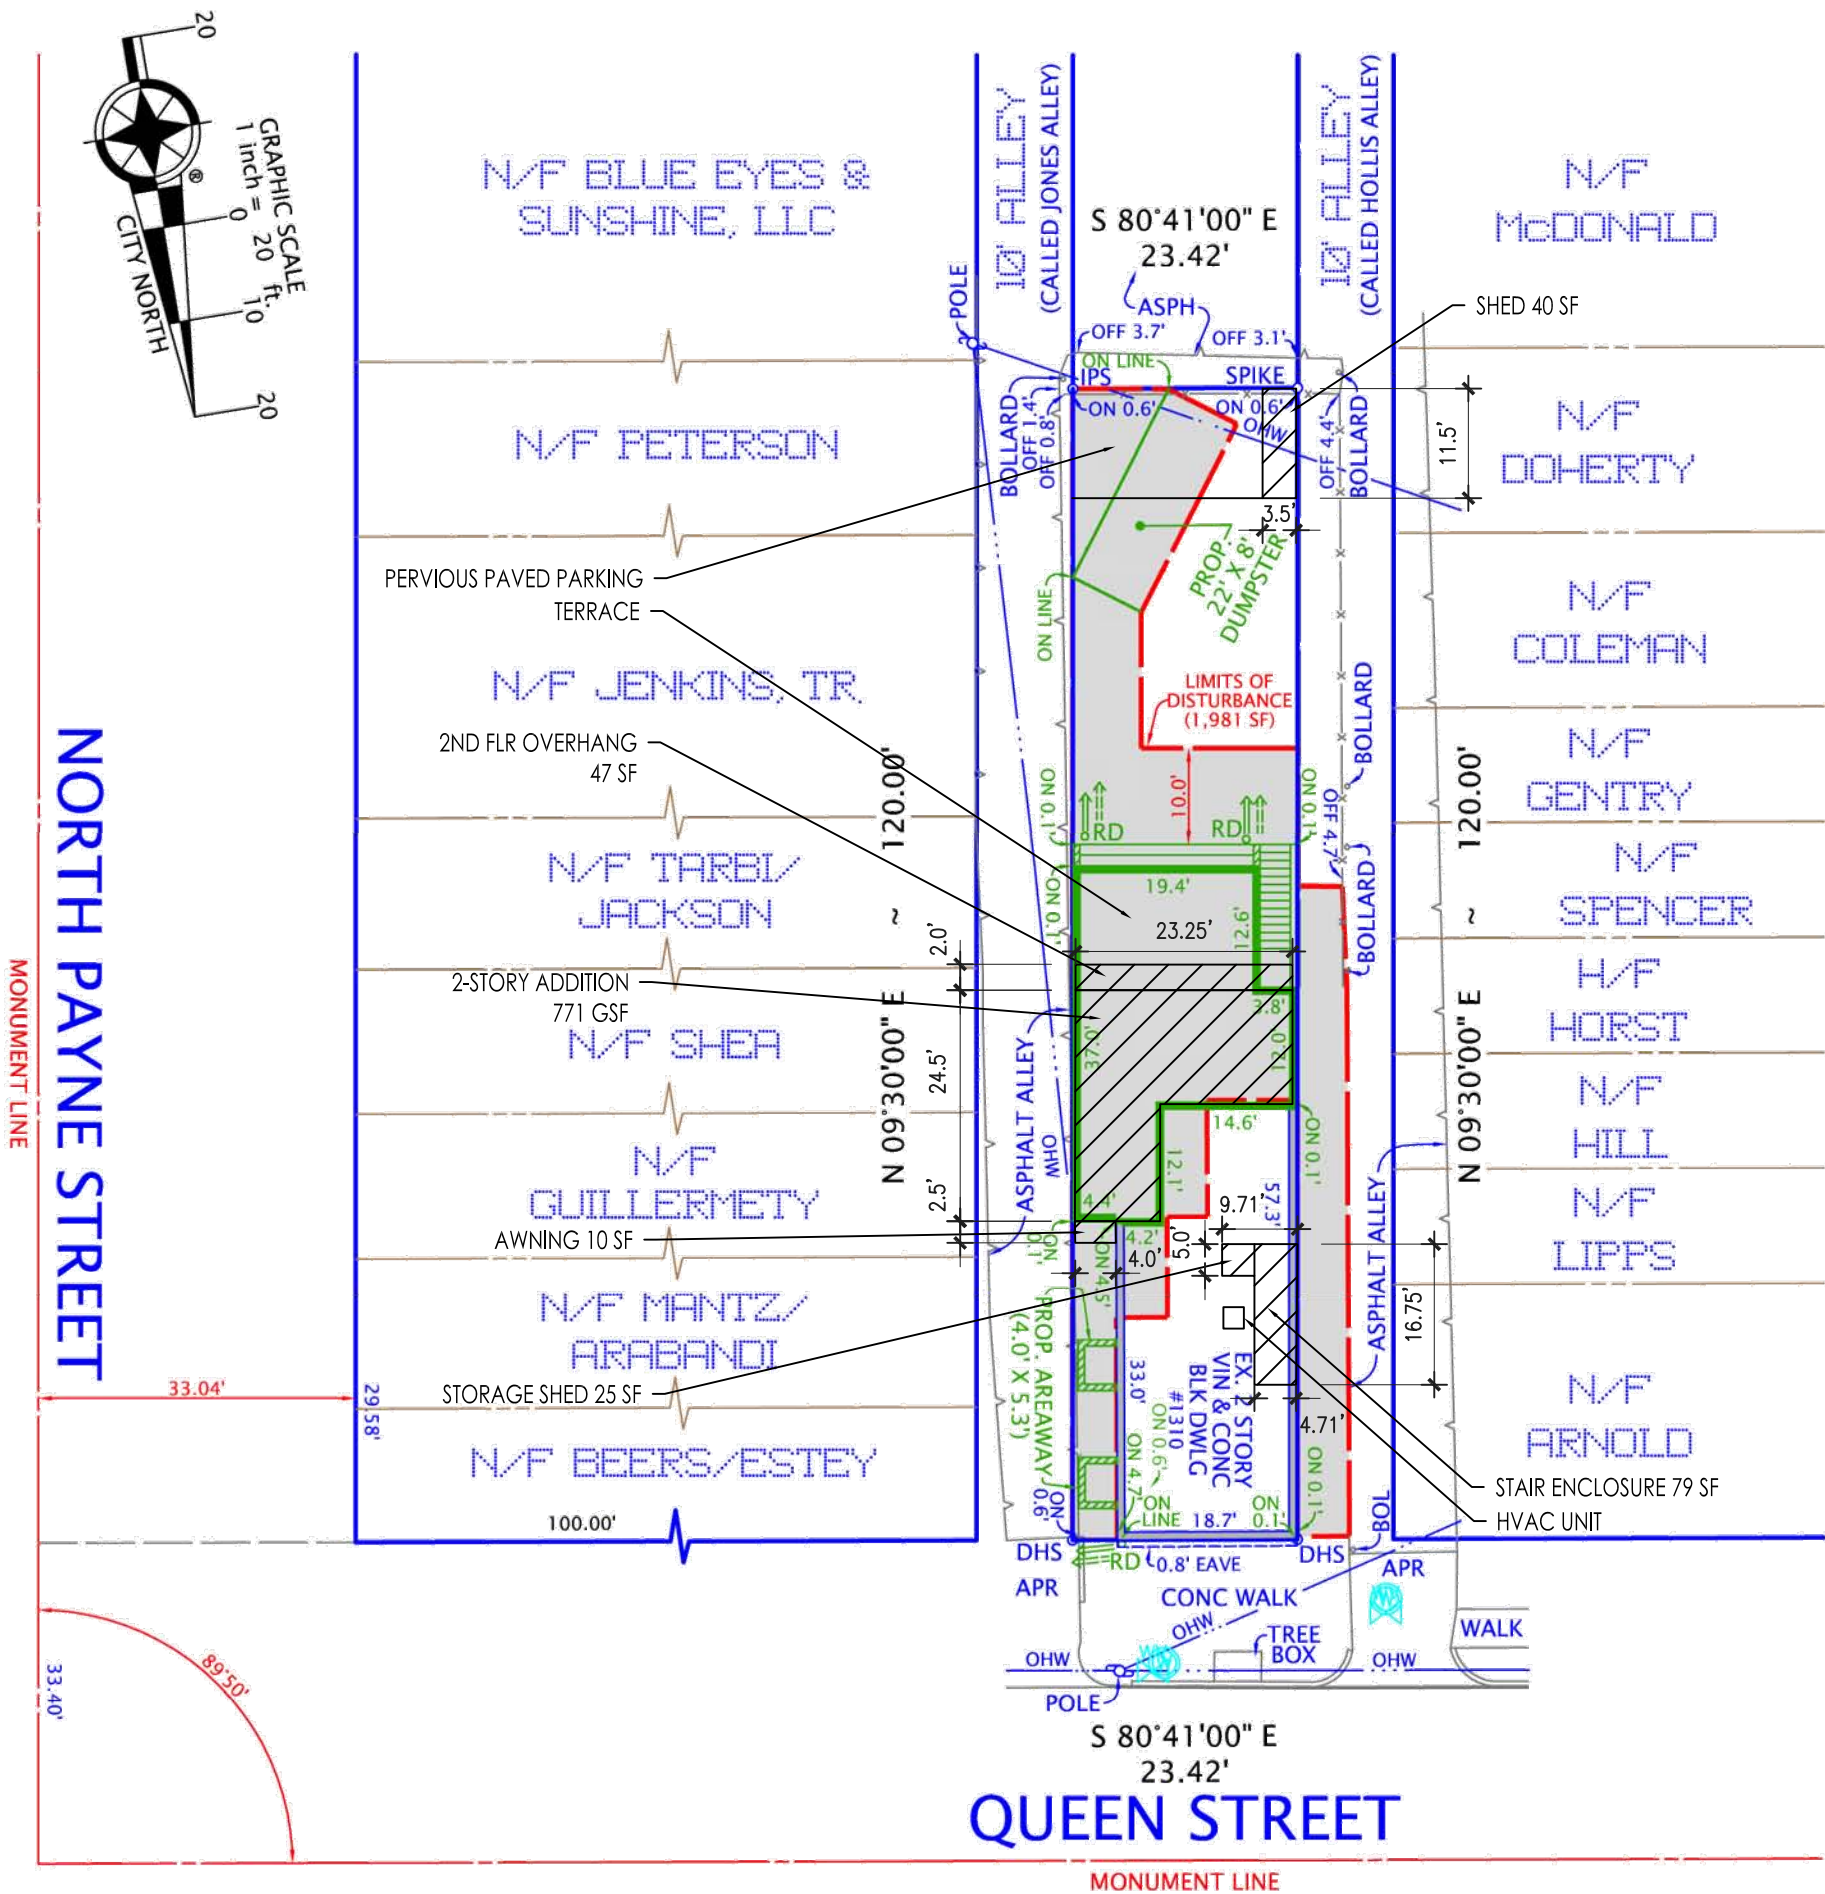 20
GRAPHIC SCALE
1 inch = 20 ft.
0
10
20
CITY NORTH
®
N/F BLUE EYES &
SUNSHINE, LLC
N/F PETERSON
N/F JENKINS, TR.
N/F TARBI/
JACKSON
N/F SHEA
N/F
GUILLERMETY
N/F MANTZ/
ARABANDI
N/F BEERS/ESTEY
10' ALLEY
(CALLED JONES ALLEY)
S 80°41'00" E
23.42'
10' ALLEY
(CALLED HOLLIS ALLEY)
N/F
McDONALD
SHED 40 SF
N/F
DOHERTY
N/F
COLEMAN
N/F
GENTRY
N/F
SPENCER
H/F
HORST
N/F
HILL
N/F
LIPPS
N/F
ARNOLD
POLE
ASPH
OFF 3.7'
OFF 3.1'
ON LINE
IPS
SPIKE
ON 0.6'
ON 0.6'
OHW
BOLLARD
OFF 1.4'
OFF 0.8'
OFF 4.4'
BOLLARD
11.5'
3.5'
PROP.
22' X 8'
DUMPSTER
ON LINE
PERVIOUS PAVED PARKING
TERRACE
2ND FLR OVERHANG
47 SF
2-STORY ADDITION
771 GSF
AWNING 10 SF
STORAGE SHED 25 SF
LIMITS OF
DISTURBANCE
(1,981 SF)
10.0'
ON 0.1'
RD
RD
ON 0.1'
OFF 4.7'
BOLLARD
BOLLARD
N 09°30'00" E ~ 120.00'
N 09°30'00" E ~ 120.00'
ON 0.1'
19.4'
12.6'
23.25'
2.0'
24.5'
2.5'
3.8'
37.0'
12.0'
14.6'
12.1'
ON 0.1'
ASPHALT ALLEY
OHW
ASPHALT ALLEY
4.4'
4.2'
ON 0.1'
ON 4.5'
4.0'
5.0'
9.71'
57.3'
16.75'
4.71'
PROP. AREAWAY
(4.0' X 5.3')
33.0'
EX. 2 STORY
VIN & CONC
BLK DWLG
#1310
ON 0.6'
ON 4.7'
ON
LINE
18.7'
ON
0.1'
ON 0.1'
ON
0.6'
STAIR ENCLOSURE 79 SF
HVAC UNIT
DHS
RD
0.8' EAVE
DHS
BOL
APR
APR
CONC WALK
OHW
TREE
BOX
OHW
OHW
WALK
POLE
W
W
NORTH PAYNE STREET
MONUMENT LINE
33.04'
29.58'
100.00'
89°50'
33.40'
S 80°41'00" E
23.42'
QUEEN STREET
MONUMENT LINE